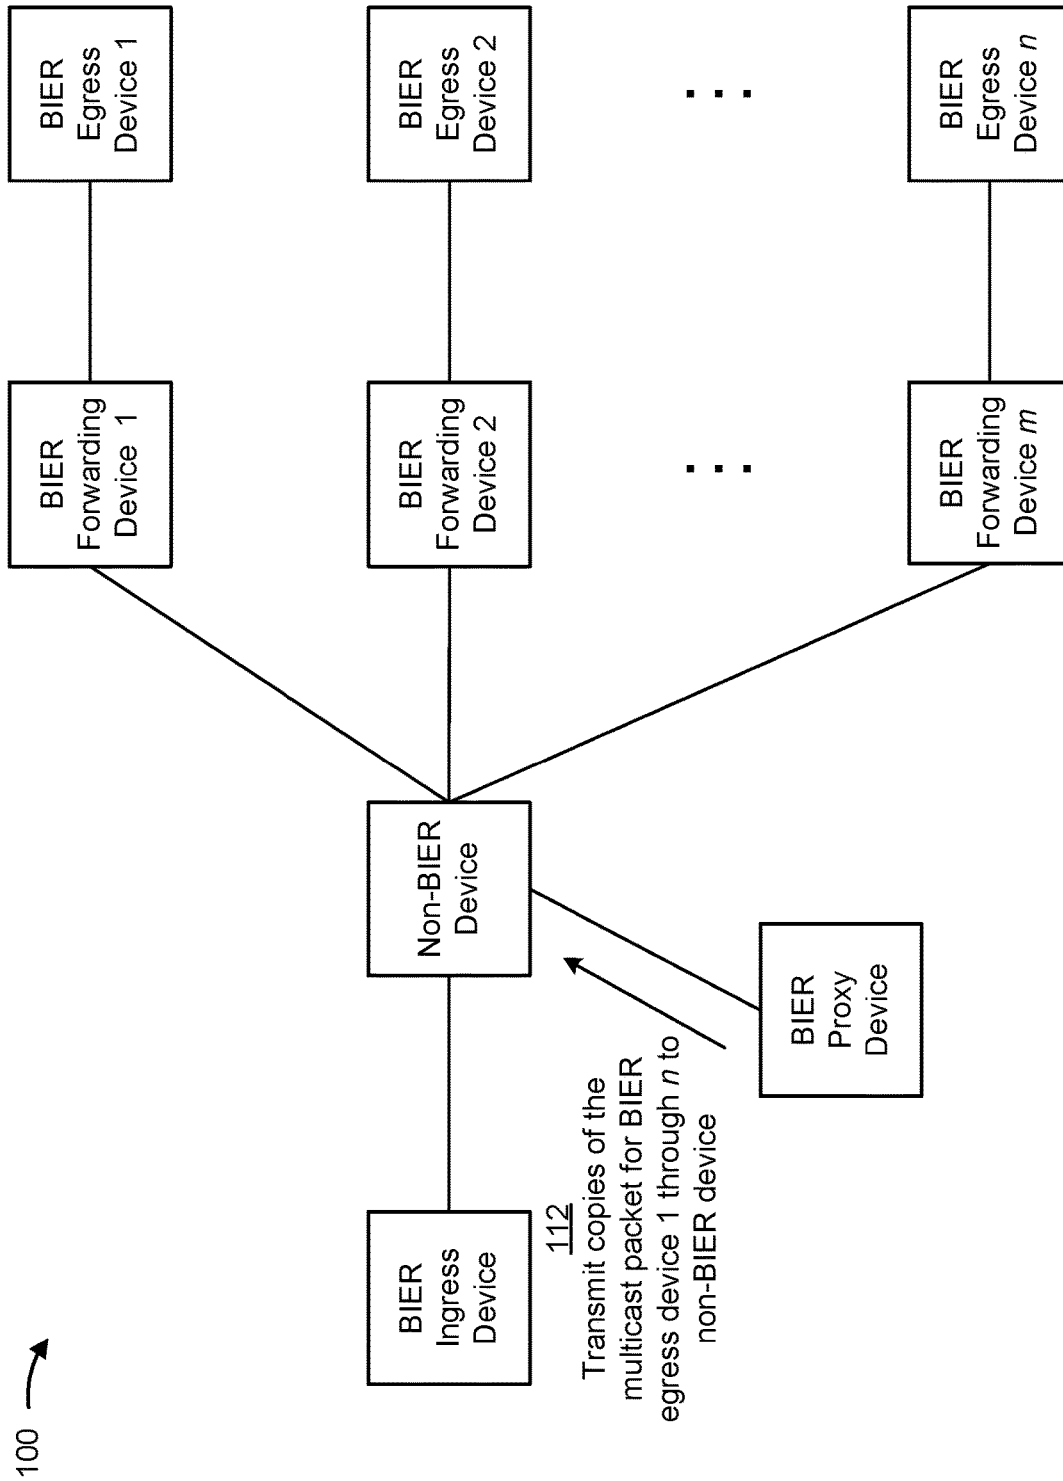 100
BIER
Ingress
Device
112
Transmit copies of the
multicast packet for BIER
egress device 1 through n to
non-BIER device
Non-BIER
Device
BIER
Proxy
Device
BIER
Forwarding
Device 1
BIER
Forwarding
Device 2
. . .
BIER
Forwarding
Device m
BIER
Egress
Device 1
BIER
Egress
Device 2
. . .
BIER
Egress
Device n